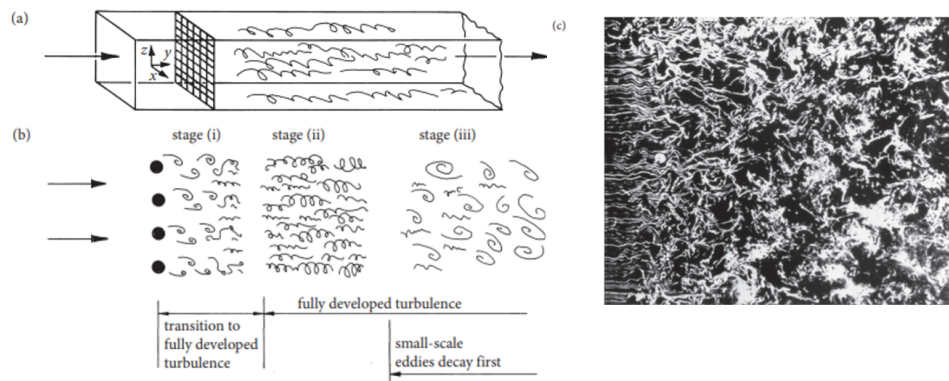 (a)
z
y
x
(b)
stage (i)
stage (ii)
stage (iii)
transition to
fully developed
turbulence
fully developed turbulence
small-scale
eddies decay first
(c)